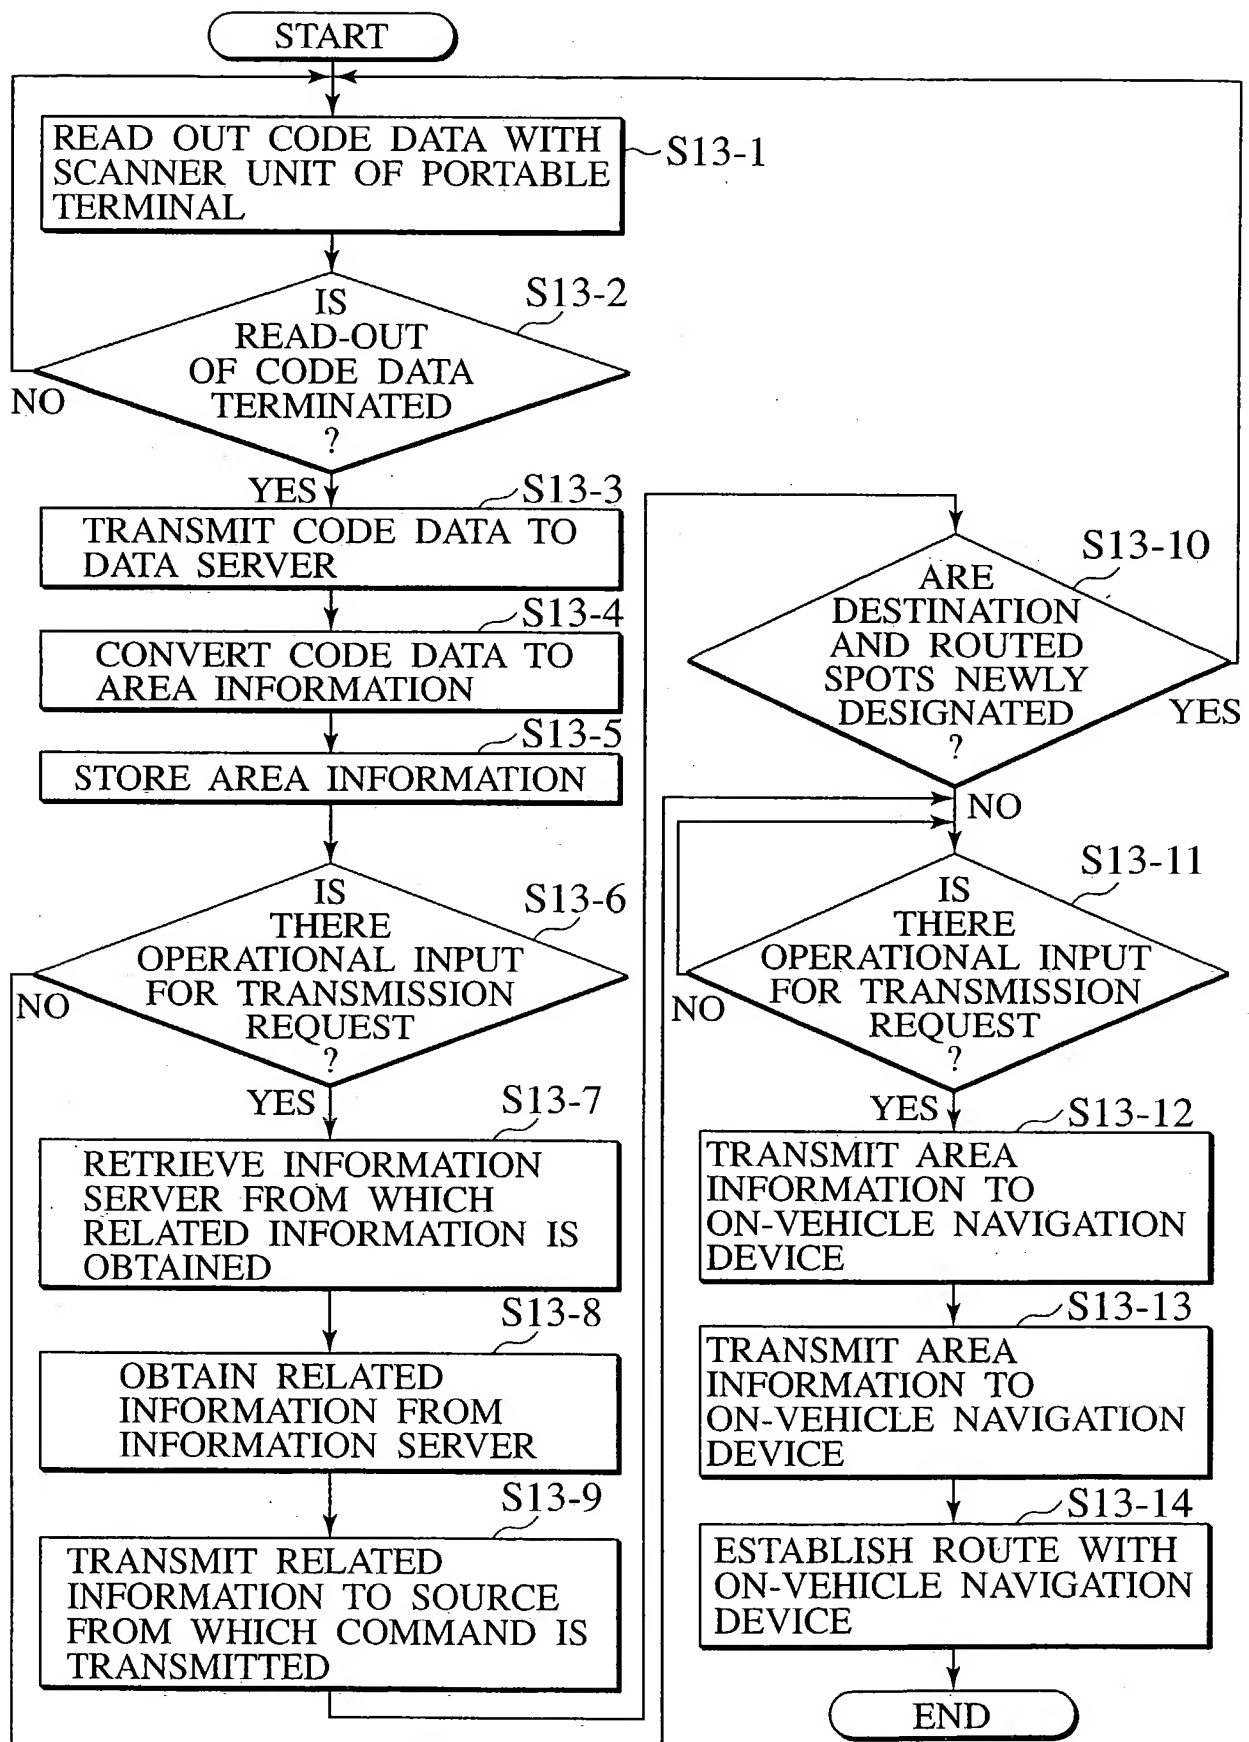 START
READ OUT CODE DATA WITH
SCANNER UNIT OF PORTABLE
TERMINAL
S13-1
S13-2
IS
READ-OUT
OF CODE DATA
TERMINATED
?
NO
YES
S13-3
TRANSMIT CODE DATA TO
DATA SERVER
S13-4
CONVERT CODE DATA TO
AREA INFORMATION
S13-5
STORE AREA INFORMATION
S13-6
IS
THERE
OPERATIONAL INPUT
FOR TRANSMISSION
REQUEST
?
NO
YES
S13-7
RETRIEVE INFORMATION
SERVER FROM WHICH
RELATED INFORMATION IS
OBTAINED
S13-8
OBTAIN RELATED
INFORMATION FROM
INFORMATION SERVER
S13-9
TRANSMIT RELATED
INFORMATION TO SOURCE
FROM WHICH COMMAND IS
TRANSMITTED
S13-10
ARE
DESTINATION
AND ROUTED
SPOTS NEWLY
DESIGNATED
?
YES
NO
S13-11
IS
THERE
OPERATIONAL INPUT
FOR TRANSMISSION
REQUEST
?
NO
YES
S13-12
TRANSMIT AREA
INFORMATION TO
ON-VEHICLE NAVIGATION
DEVICE
S13-13
TRANSMIT AREA
INFORMATION TO
ON-VEHICLE NAVIGATION
DEVICE
S13-14
ESTABLISH ROUTE WITH
ON-VEHICLE NAVIGATION
DEVICE
END